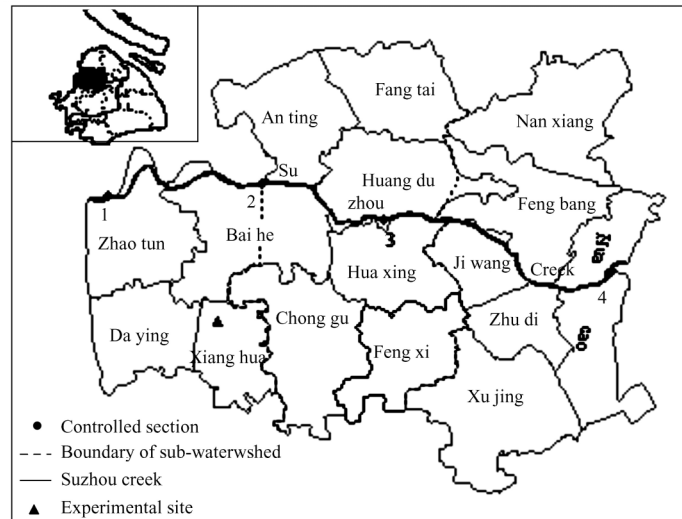 Fang tai
An ting
Nan xiang
Su
Huang du
zhou
1
2
Feng bang
3
Zhao tun
Bai he
Hua xing
Ji wang
Creek
4
Chong gu
Zhu di
Da ying
Xiang hua
Feng xi
Gao
Xu jing
Controlled section
Boundary of sub-waterwshed
Suzhou creek
Experimental site